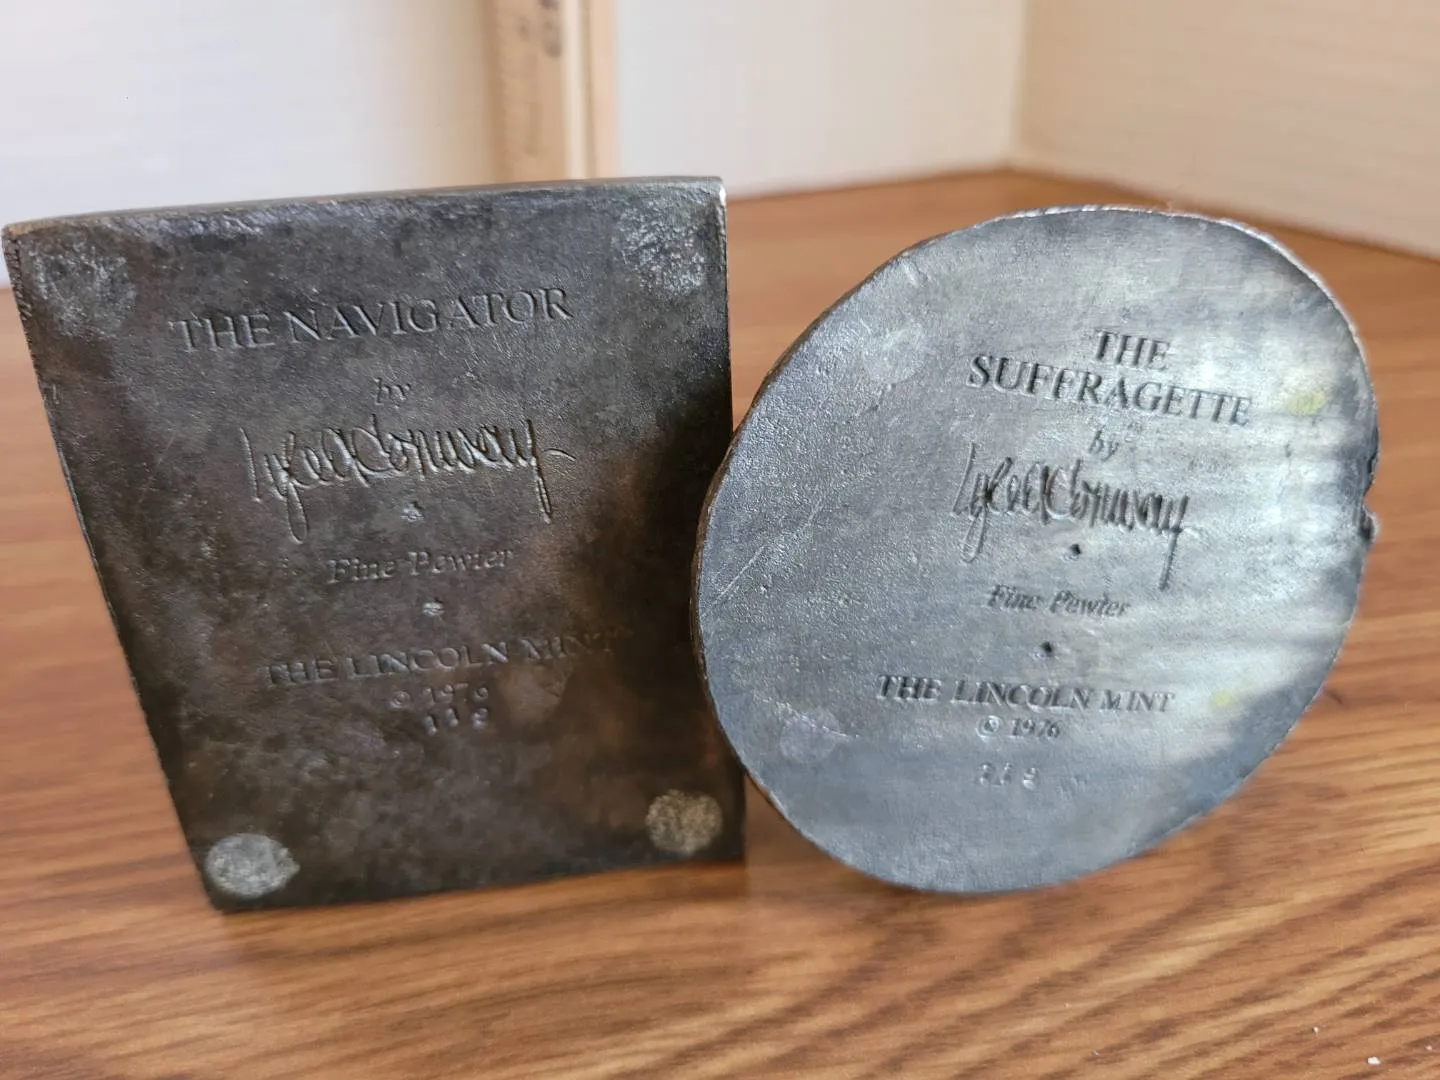 THE NAVIGATOR
by
Fine Pewter
THE LINCOLN MINT
© 1976
THE
SUFFRAGETTE
by
Fine Pewter
THE LINCOLN MINT
© 1976